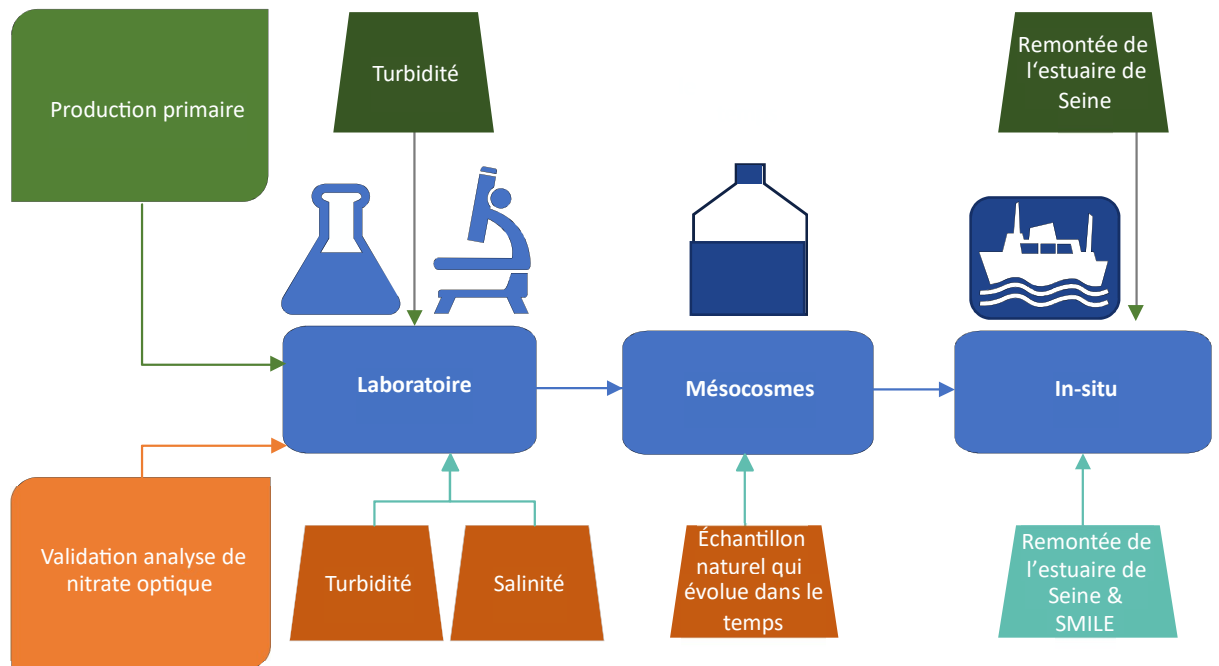 Turbidité
Remontée de
l‘estuaire de
Seine
Production primaire
Laboratoire
Mésocosmes
In-situ
Validation analyse de
nitrate optique
Turbidité
Salinité
Échantillon
naturel qui
évolue dans le
temps
Remontée de
l’estuaire de
Seine &
SMILE